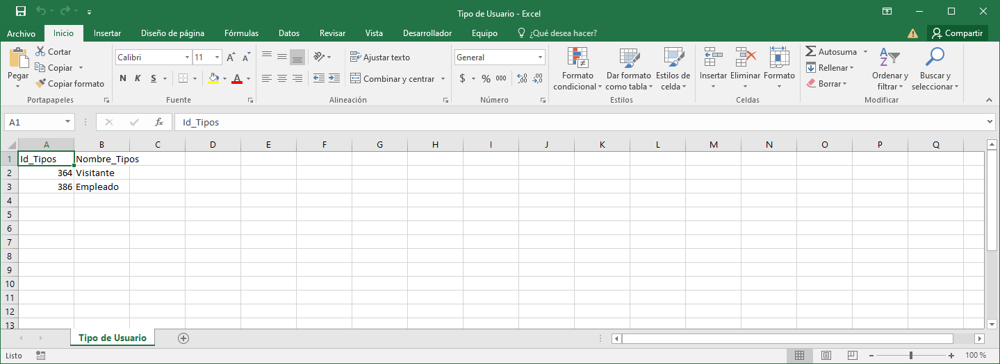 Tipo de Usuario - Excel
Archivo Inicio Insertar Diseño de página Fórmulas Datos Revisar Vista Desarrollador Equipo ¿Qué desea hacer? Compartir
Pegar
Cortar
Copiar
Copiar formato
Portapapeles
Calibri 11
N K S A
Fuente
Ajustar texto
Combinar y centrar
Alineación
General
$ % 000
Número
Formato condicional
Dar formato como tabla
Estilos de celda
Estilos
Insertar Eliminar Formato
Celdas
Autosuma
Rellenar
Borrar
Ordenar y filtrar
Buscar y seleccionar
Modificar
A1 fx Id_Tipos
A B C D E F G H I J K L M N O P Q
1 Id_Tipos Nombre_Tipos
2 364 Visitante
3 386 Empleado
4
5
6
7
8
9
10
11
12
13
Tipo de Usuario
Listo 100 %